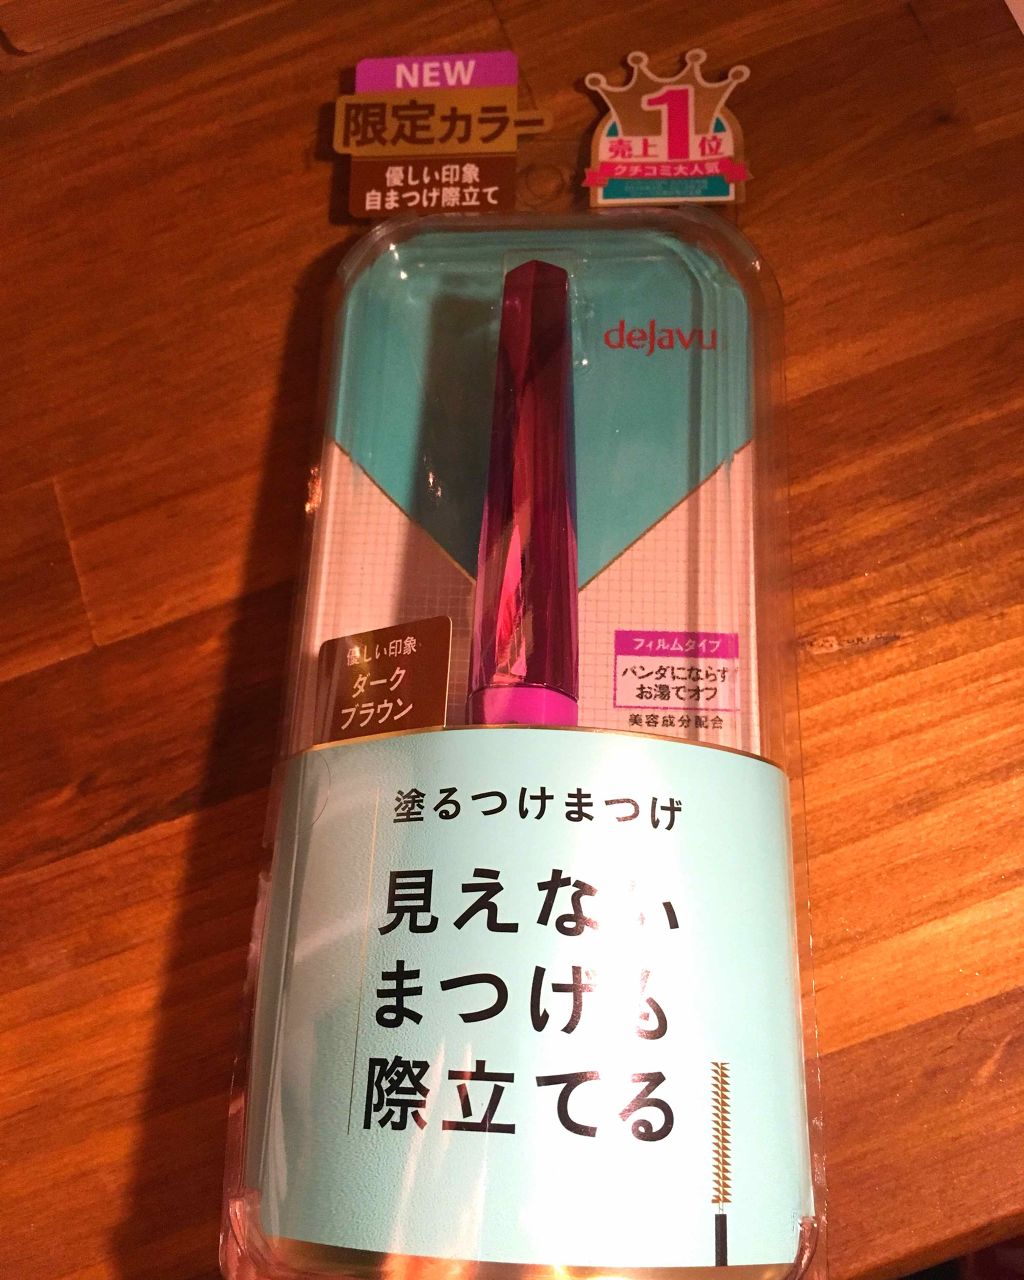 NEW
限定カラー
優しい印象
自まつげ際立て
売上1位
クチコミ大人気
dejavu
優しい印象
ダーク
ブラウン
フィルムタイプ
パンダにならず
お湯でオフ
美容成分配合
塗るつけまつげ
見えない
まつげも
際立てる